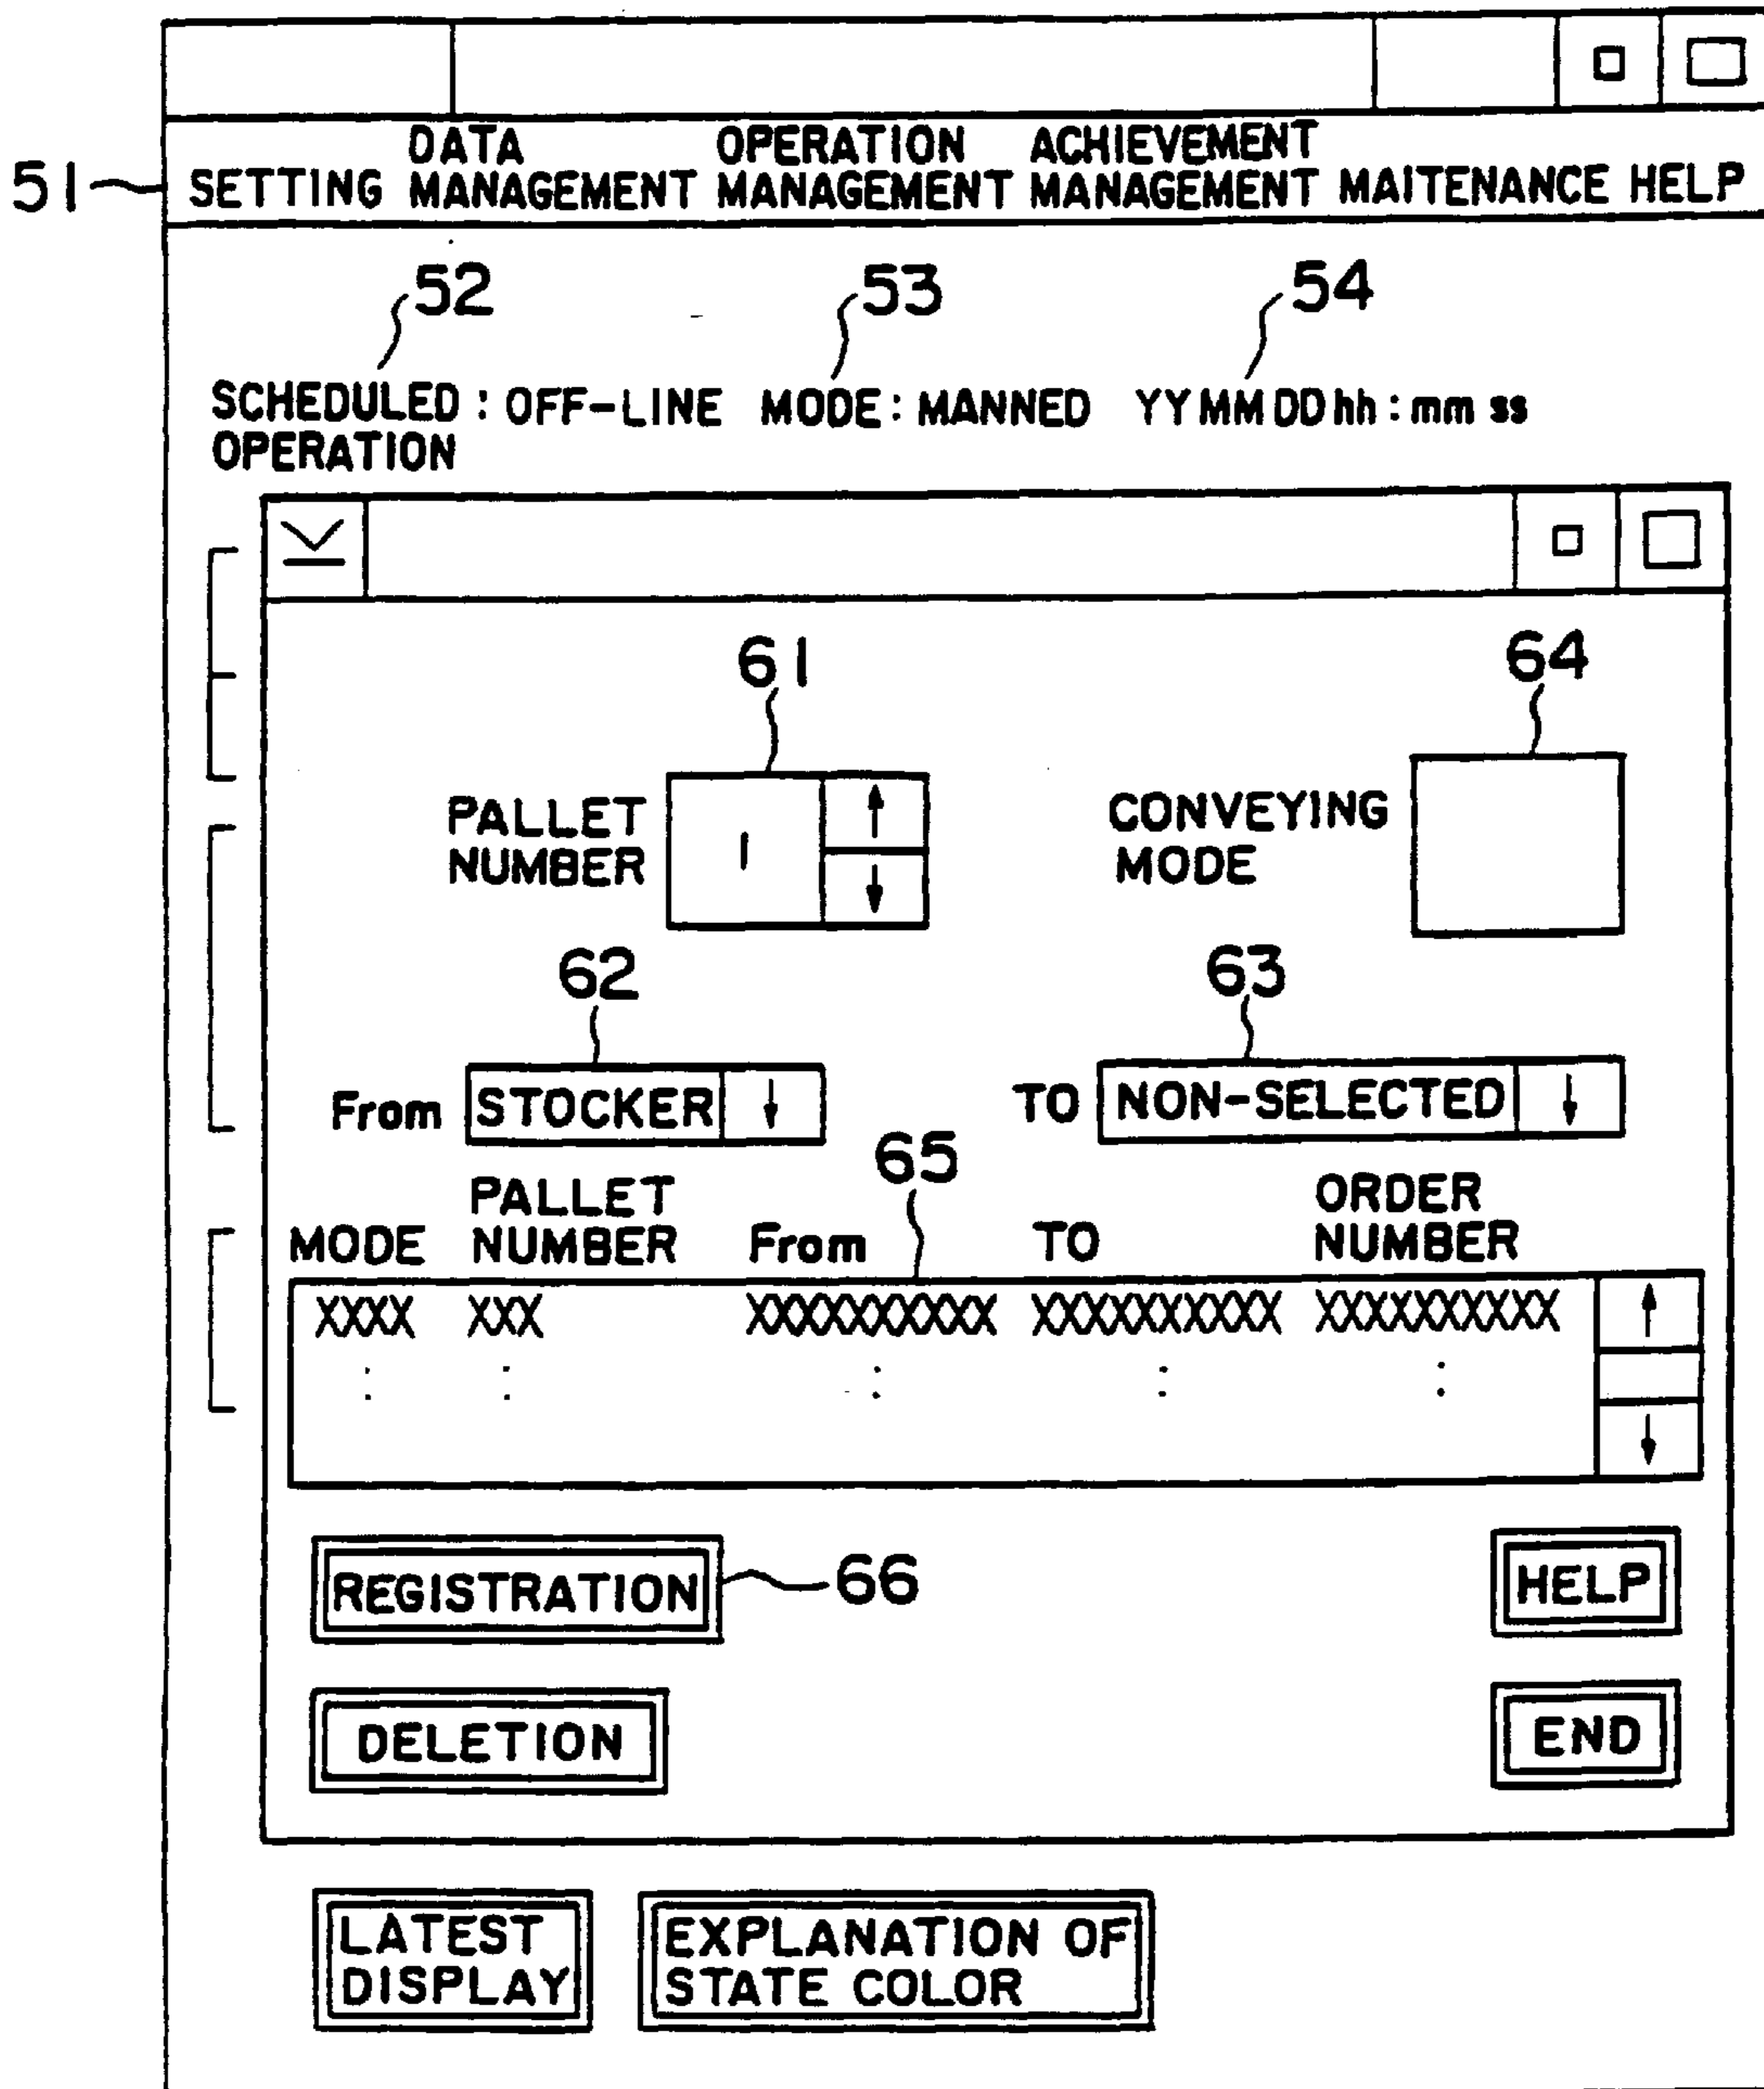 DATA OPERATION ACHIEVEMENT
51 SETTING MANAGEMENT MANAGEMENT MANAGEMENT MAITENANCE HELP
52 53 54
SCHEDULED : OFF-LINE MODE : MANNED YYMMDDhh : mm ss
OPERATION
61 64
PALLET CONVEYING
NUMBER 1 MODE
62 63
From STOCKER ↓ TO NON-SELECTED ↓
65
PALLET ORDER
MODE NUMBER From TO NUMBER
XXXX XXX XXXXXXXXXX XXXXXXXXXX XXXXXXXXXX
: : : : :
REGISTRATION 66 HELP
DELETION END
LATEST EXPLANATION OF
DISPLAY STATE COLOR